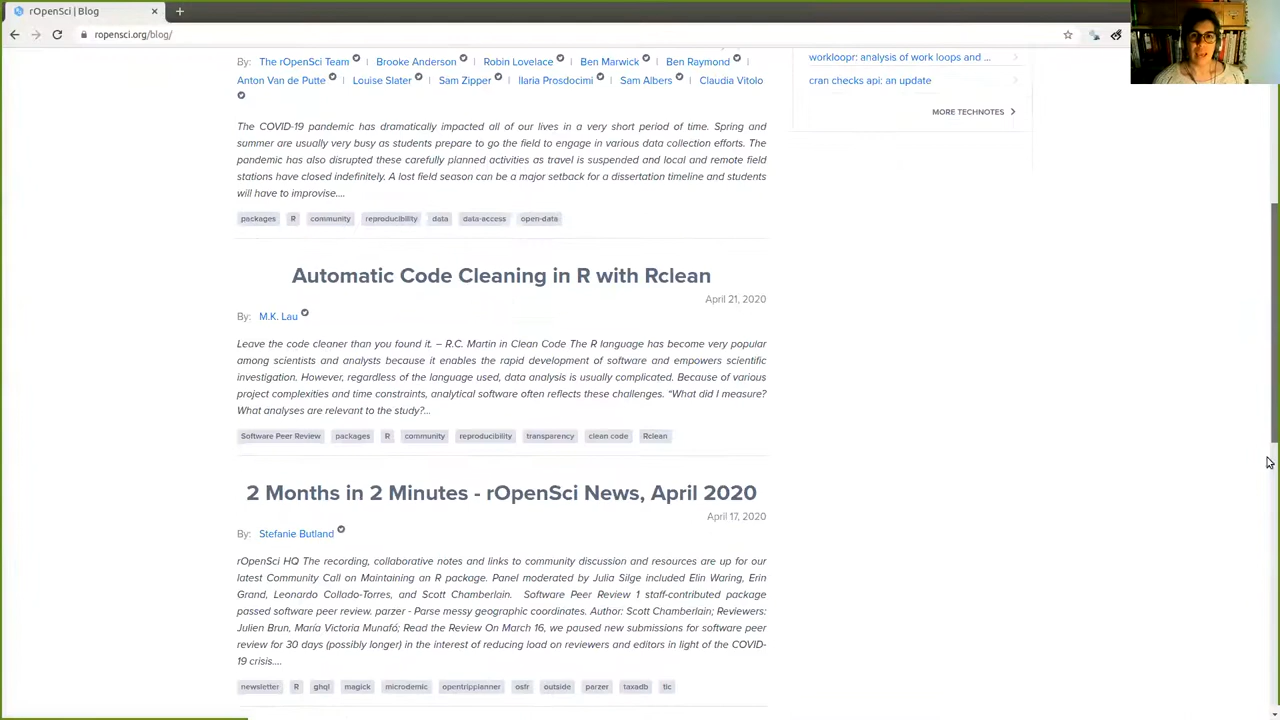 rOpenSci | Blog
ropensci.org/blog/
By: The rOpenSci Team | Brooke Anderson | Robin Lovelace | Ben Marwick | Ben Raymond |
Anton Van de Putte | Louise Slater | Sam Zipper | Ilaria Prosdocimi | Sam Albers | Claudia Vitolo
The COVID-19 pandemic has dramatically impacted all of our lives in a very short period of time. Spring and
summer are usually very busy as students prepare to go the field to engage in various data collection efforts. The
pandemic has also disrupted these carefully planned activities as travel is suspended and local and remote field
stations have closed indefinitely. A lost field season can be a major setback for a dissertation timeline and students
will have to improvise....
packages R community reproducibility data data-access open-data
Automatic Code Cleaning in R with Rclean
April 21, 2020
By: M.K. Lau
Leave the code cleaner than you found it. – R.C. Martin in Clean Code The R language has become very popular
among scientists and analysts because it enables the rapid development of software and empowers scientific
investigation. However, regardless of the language used, data analysis is usually complicated. Because of various
project complexities and time constraints, analytical software often reflects these challenges. “What did I measure?
What analyses are relevant to the study?...
Software Peer Review packages R community reproducibility transparency clean code Rclean
2 Months in 2 Minutes - rOpenSci News, April 2020
April 17, 2020
By: Stefanie Butland
rOpenSci HQ The recording, collaborative notes and links to community discussion and resources are up for our
latest Community Call on Maintaining an R package. Panel moderated by Julia Silge included Elin Waring, Erin
Grand, Leonardo Collado-Torres, and Scott Chamberlain. Software Peer Review 1 staff-contributed package
passed software peer review. parzer - Parse messy geographic coordinates. Author: Scott Chamberlain; Reviewers:
Julien Brun, María Victoria Munafó; Read the Review On March 16, we paused new submissions for software peer
review for 30 days (possibly longer) in the interest of reducing load on reviewers and editors in light of the COVID-
19 crisis....
newsletter R ghql magick microdemic opentripplanner osfr outside parzer taxadb tic
workloopr: analysis of work loops and ...
cran checks api: an update
MORE TECHNOTES